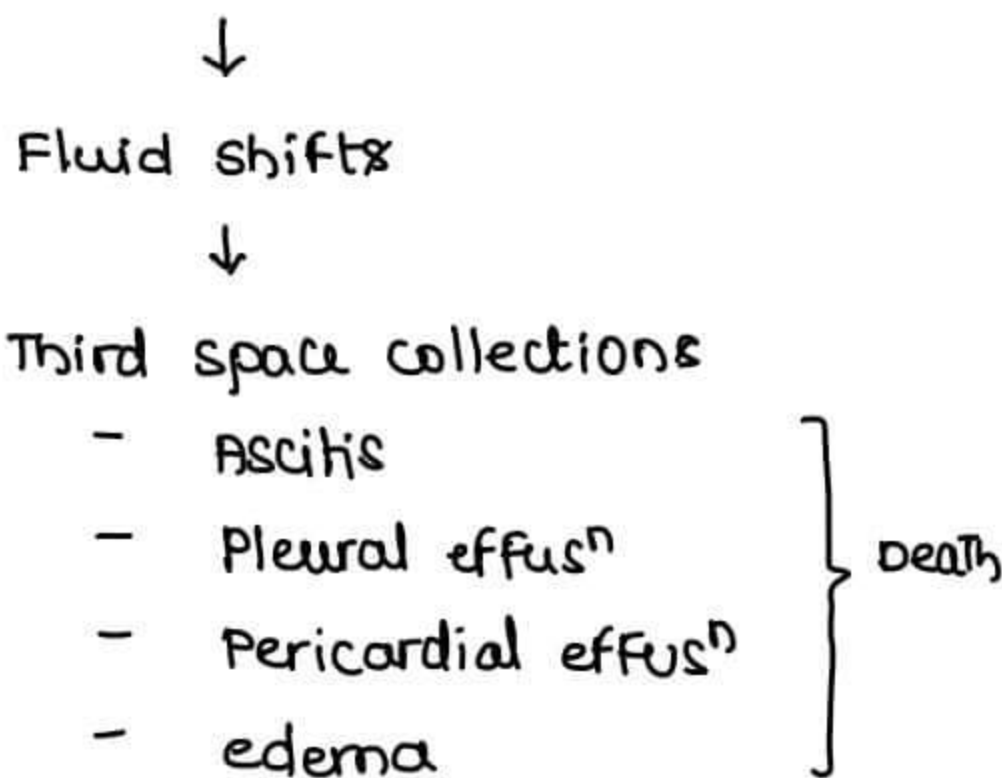 ↓
Fluid shifts
↓
Third space collections
- Ascitis
- Pleural effusⁿ
- Pericardial effusⁿ
- edema
} Death